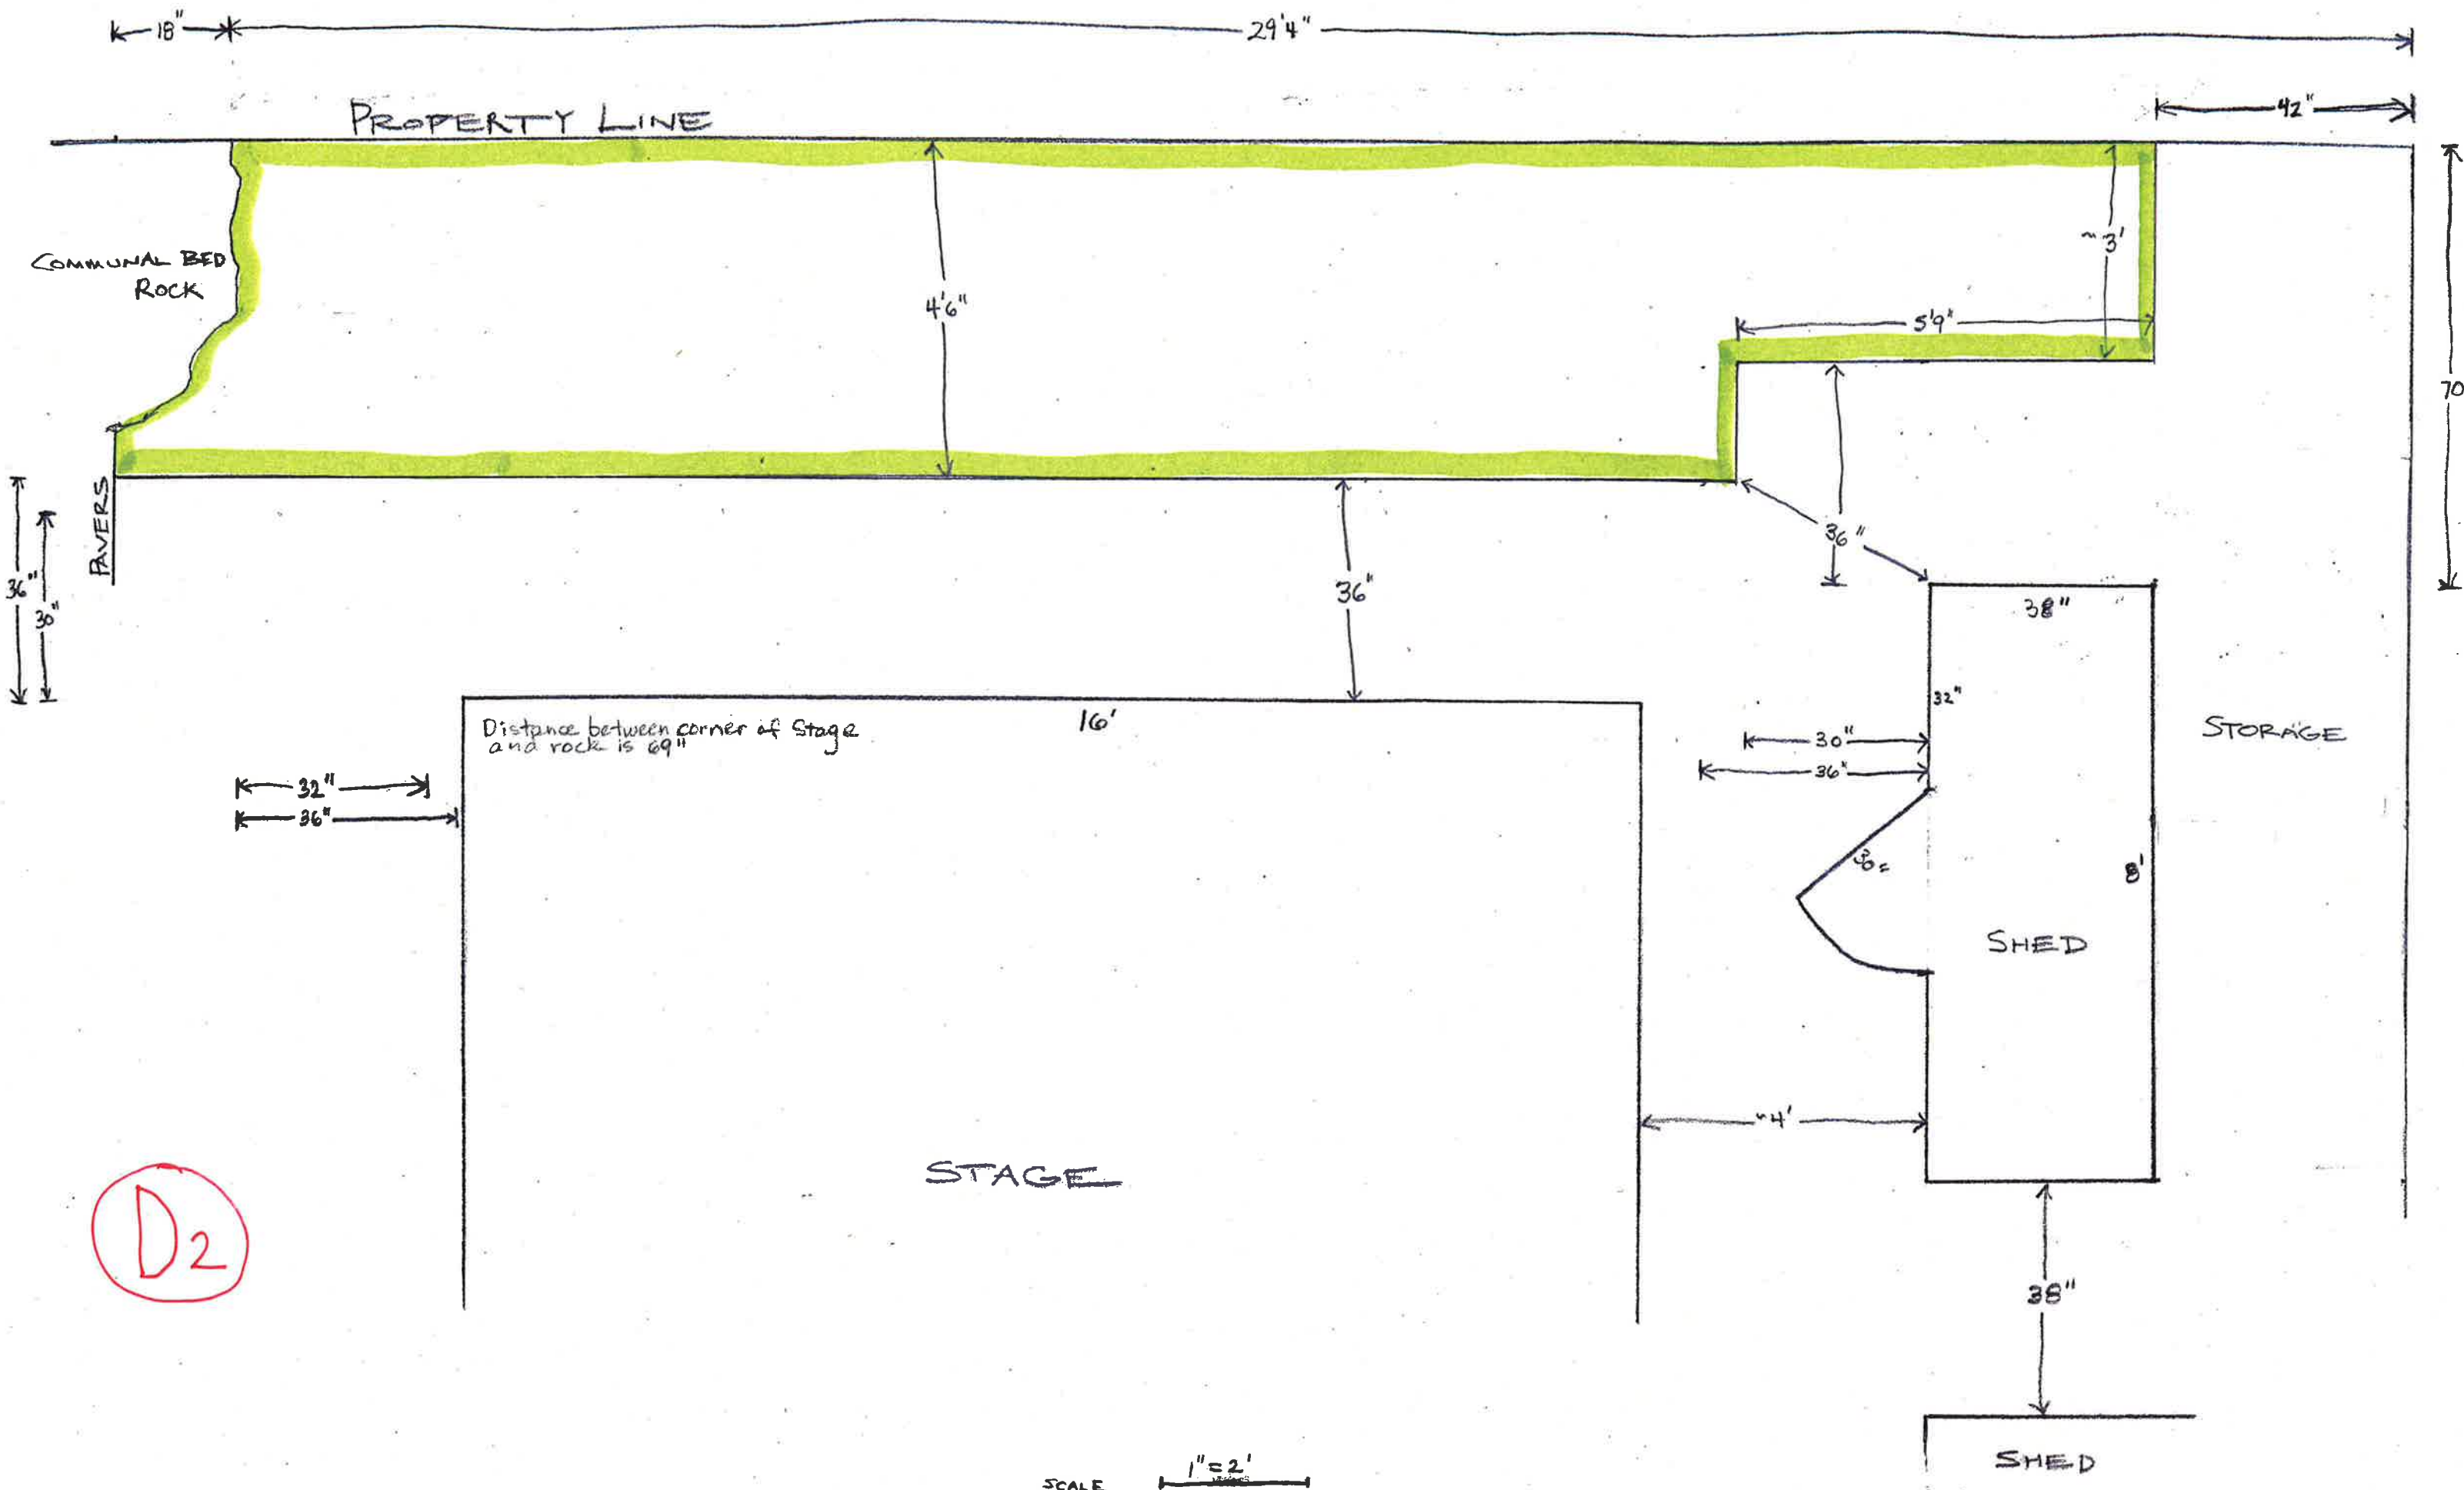 18"
29'4"
PROPERTY LINE
42"
COMMUNAL BED
ROCK
4'6"
~3'
5'9"
70
PAVERS
36"
30"
36"
36"
38"
32"
Distance between corner of Stage
and rock is 69"
16'
30"
36"
STORAGE
32"
36"
30"
8'
SHED
~4'
STAGE
D2
38"
SHED
SCALE
1"=2'